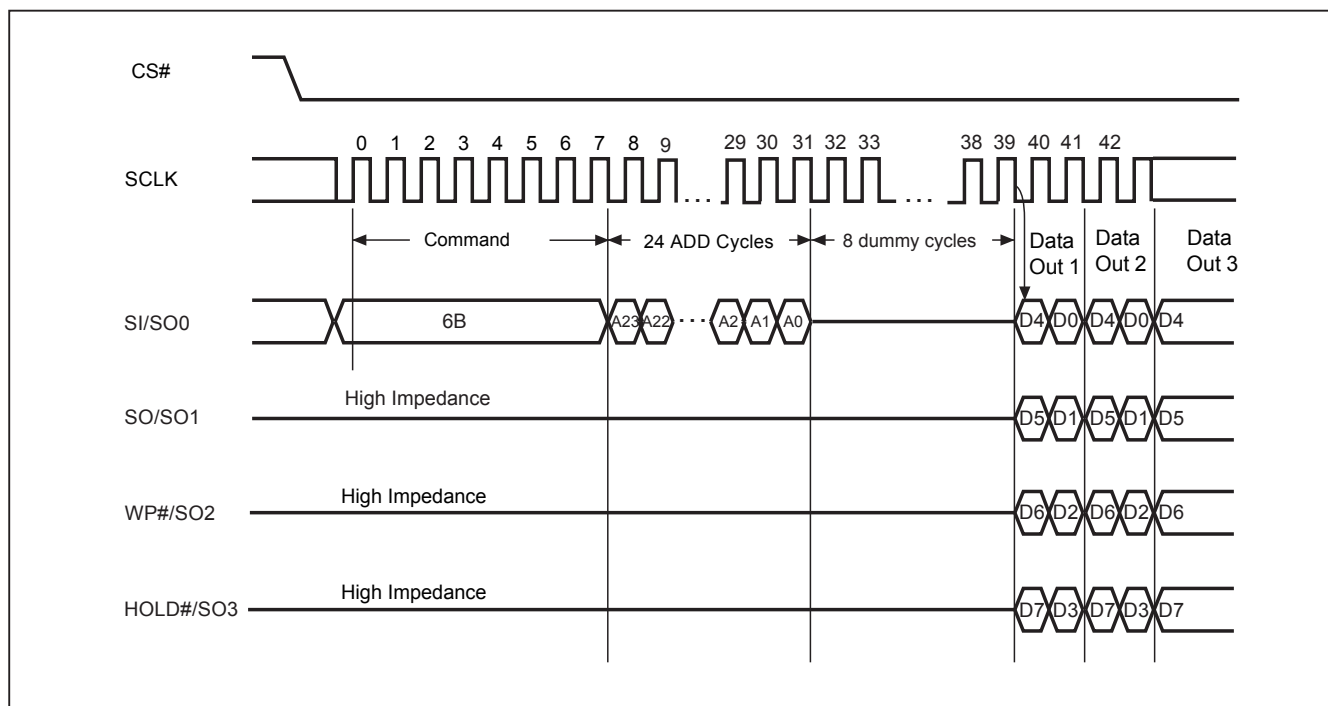 CS#
0 1 2 3 4 5 6 7 8 9 29 30 31 32 33 38 39 40 41 42
SCLK
Command 24 ADD Cycles 8 dummy cycles Data Out 1 Data Out 2 Data Out 3
SI/SO0 6B A23 A22 A2 A1 A0 D4 D0 D4 D0 D4
High Impedance
SO/SO1 D5 D1 D5 D1 D5
High Impedance
WP#/SO2 D6 D2 D6 D2 D6
High Impedance
HOLD#/SO3 D7 D3 D7 D3 D7